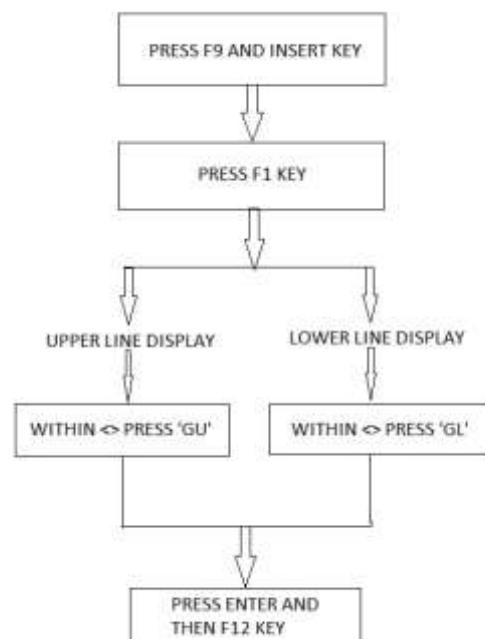 PRESS F9 AND INSERT KEY
PRESS F1 KEY
UPPER LINE DISPLAY
LOWER LINE DISPLAY
WITHIN <> PRESS 'GU'
WITHIN <> PRESS 'GL'
PRESS ENTER AND
THEN F12 KEY